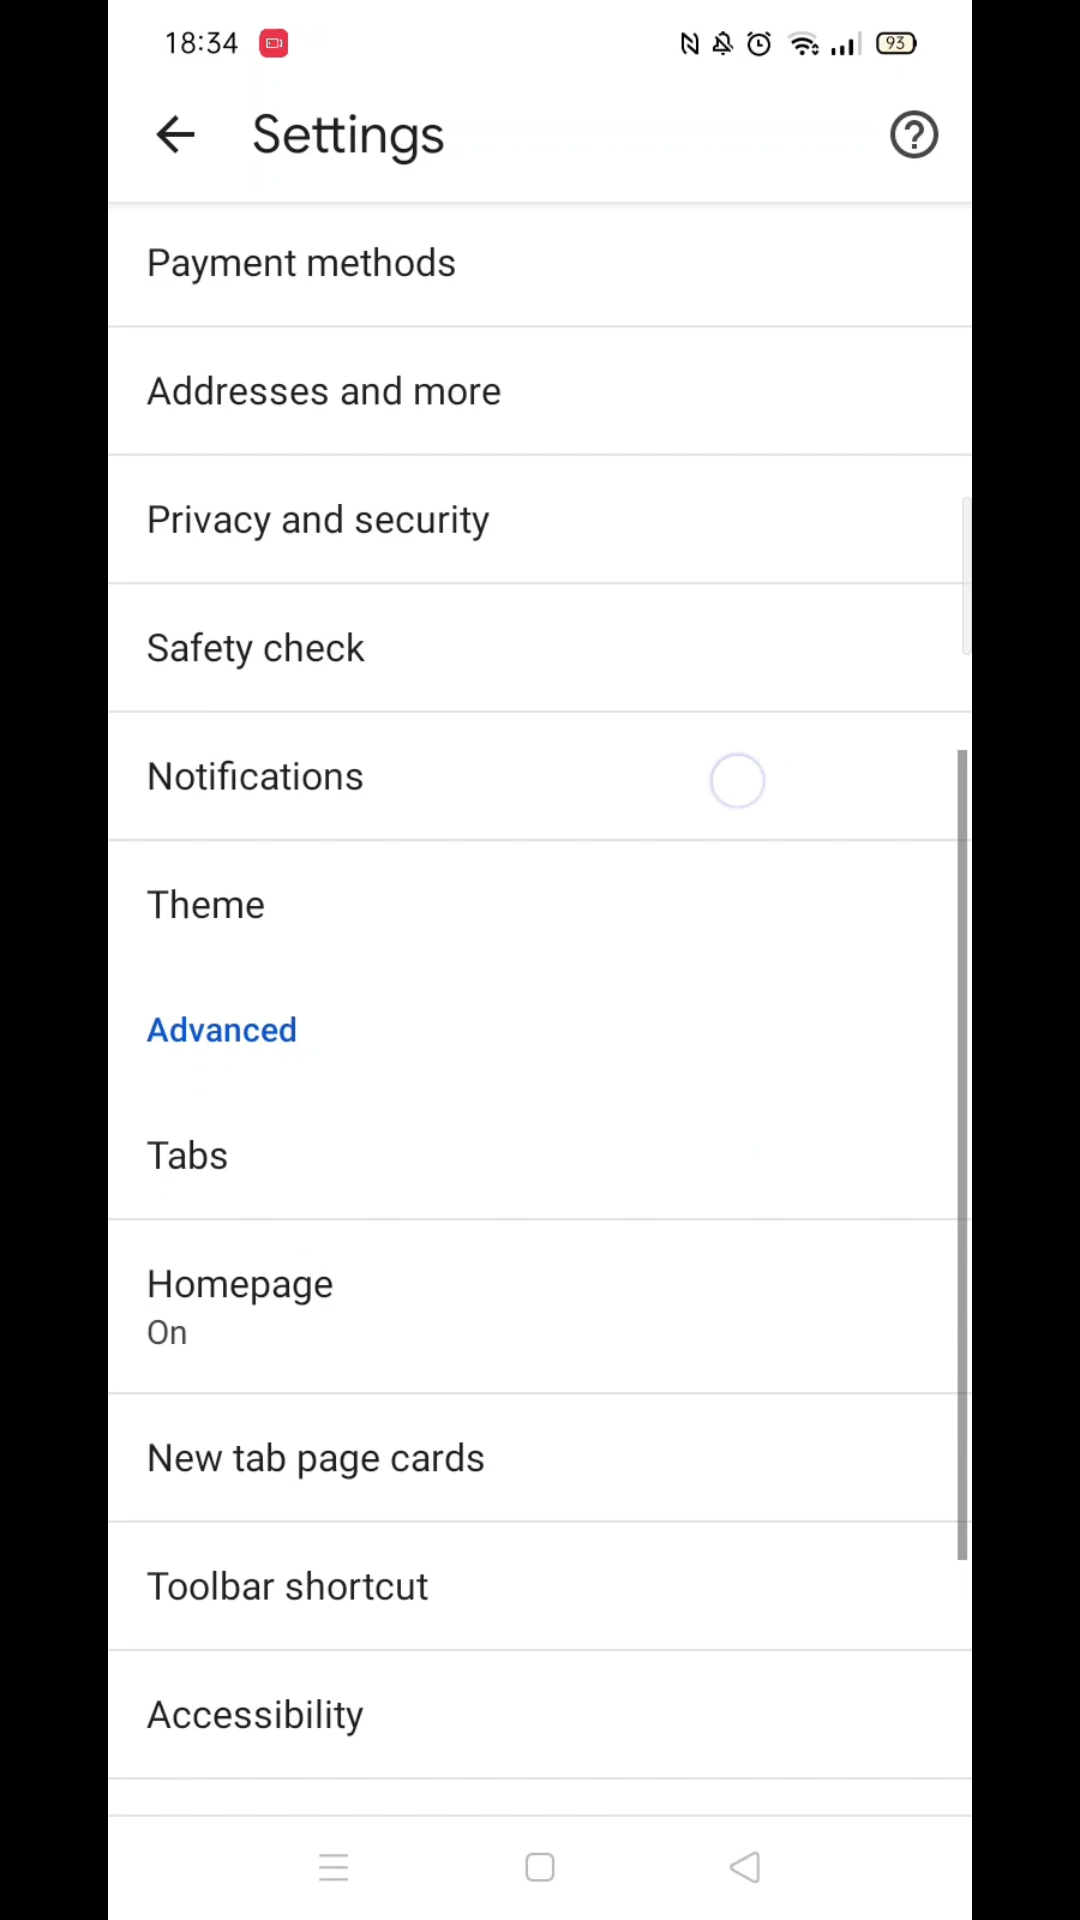 18:34
93
Settings
Payment methods
Addresses and more
Privacy and security
Safety check
Notifications
Theme
Advanced
Tabs
Homepage
On
New tab page cards
Toolbar shortcut
Accessibility